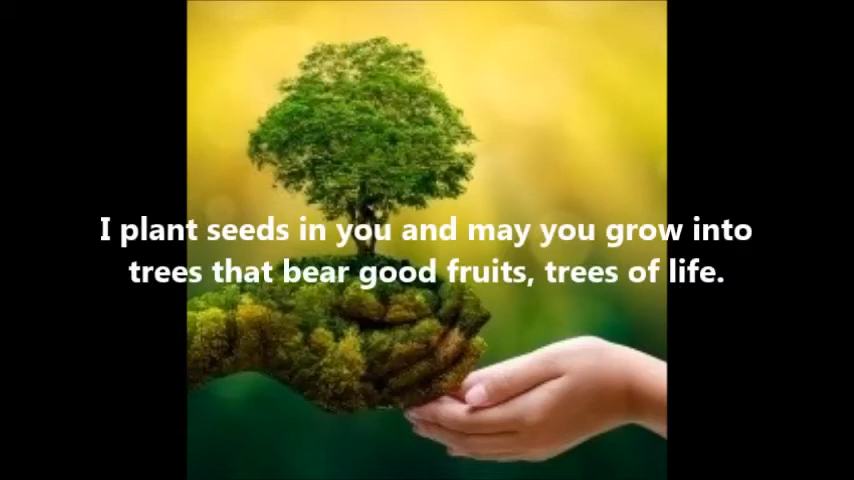 I plant seeds in you and may you grow into
trees that bear good fruits, trees of life.